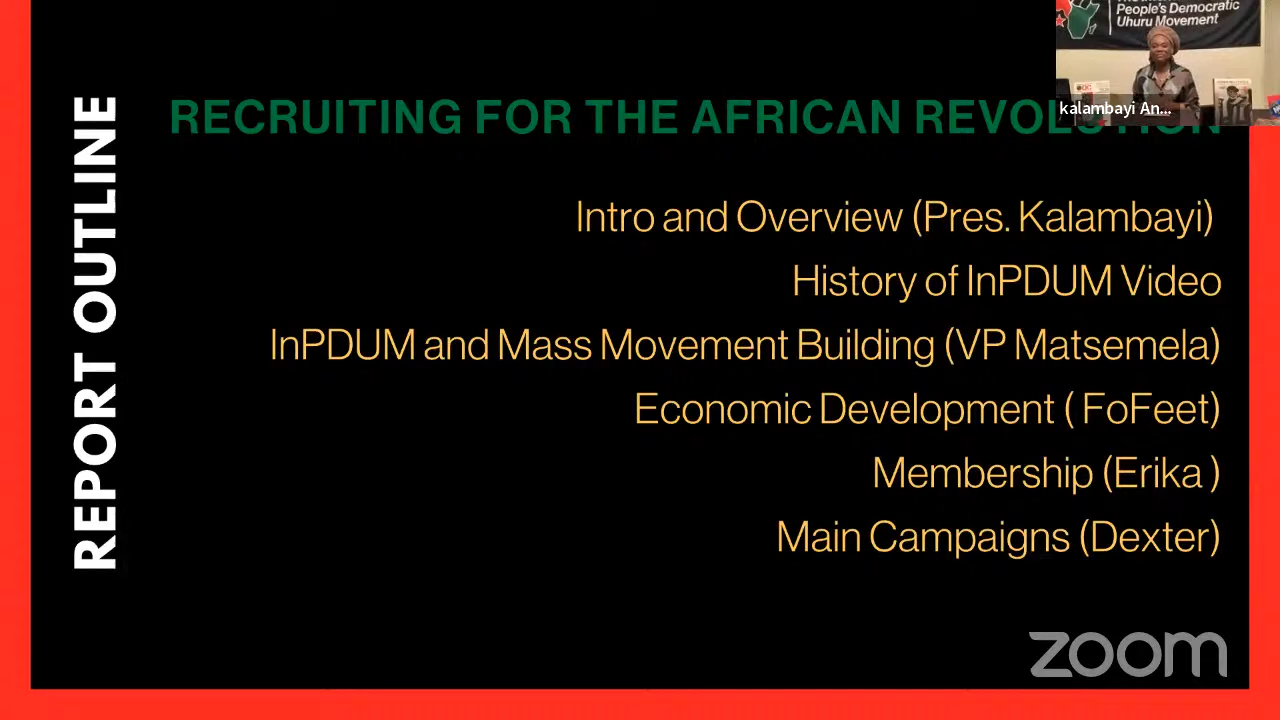 People's Democratic
Uhuru Movement
kalambayi An...
REPORT OUTLINE
RECRUITING FOR THE AFRICAN REVOLUTION
Intro and Overview (Pres. Kalambayi)
History of InPDUM Video
InPDUM and Mass Movement Building (VP Matsemela)
Economic Development ( FoFeet)
Membership (Erika )
Main Campaigns (Dexter)
zoom